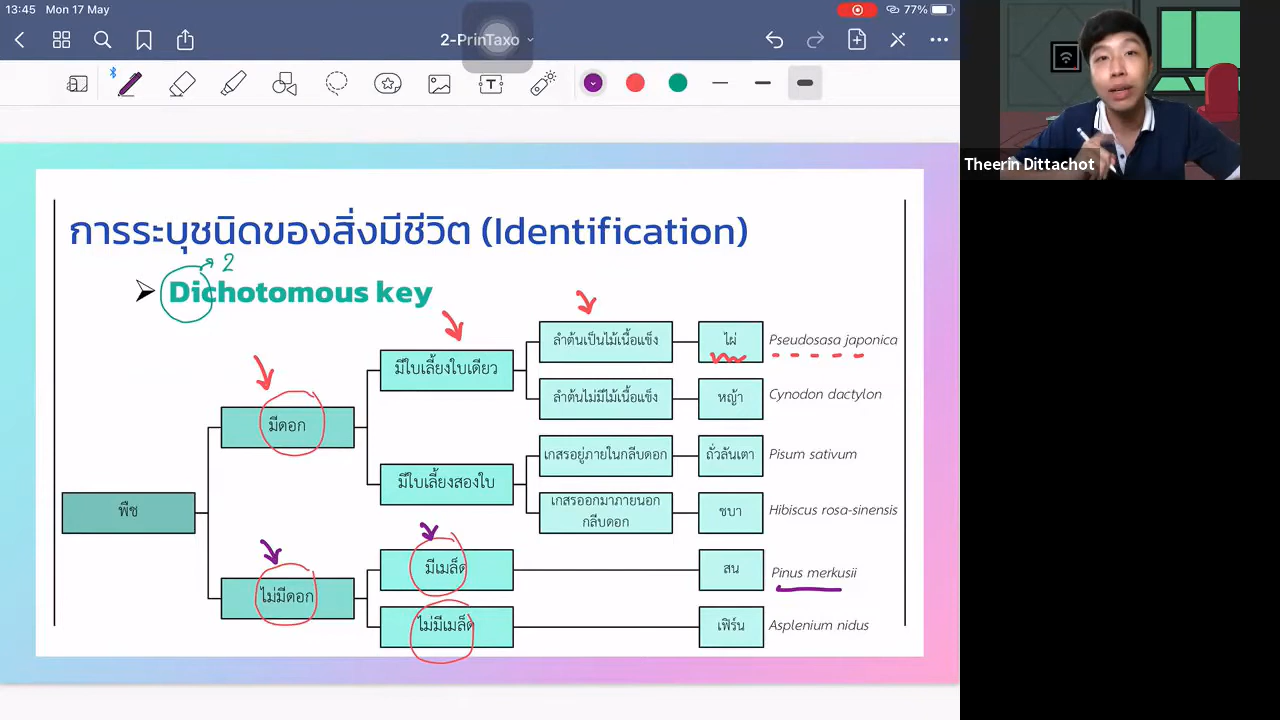 13:45 Mon 17 May
77%
2-PrinTaxo
T
Theerin Dittachot
การระบุชนิดของสิ่งมีชีวิต (Identification)
2
Dichotomous key
ลำต้นเป็นไม้เนื้อแข็ง
ไผ่
Pseudosasa japonica
มีใบเลี้ยงใบเดียว
ลำต้นไม่มีไม้เนื้อแข็ง
หญ้า
Cynodon dactylon
มีดอก
เกสรอยู่ภายในกลีบดอก
ถั่วลันเตา
Pisum sativum
มีใบเลี้ยงสองใบ
เกสรออกมาภายนอก
กลีบดอก
ชบา
Hibiscus rosa-sinensis
พืช
มีเมล็ด
สน
Pinus merkusii
ไม่มีดอก
ไม่มีเมล็ด
เฟิร์น
Asplenium nidus